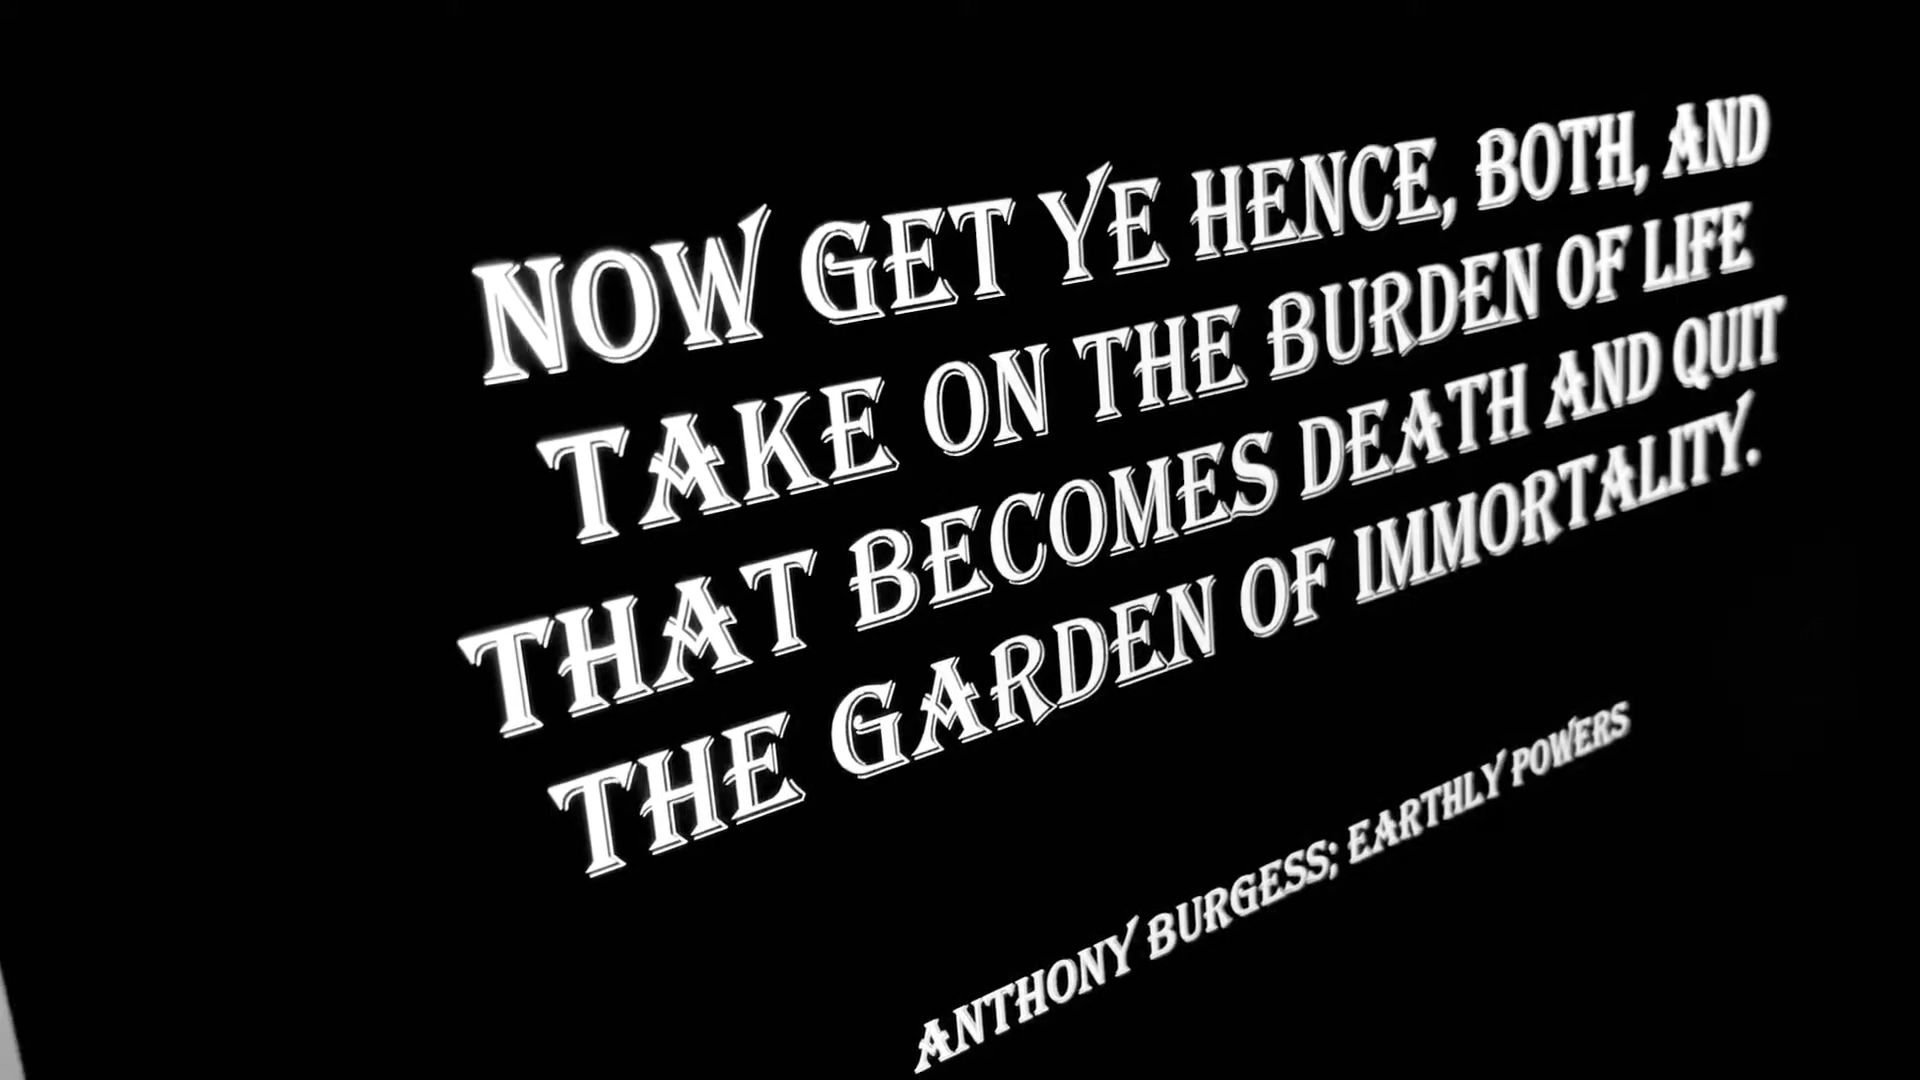 NOW GET YE HENCE, BOTH, AND
TAKE ON THE BURDEN OF LIFE
THAT BECOMES DEATH AND QUIT
THE GARDEN OF IMMORTALITY.
ANTHONY BURGESS; EARTHLY POWERS